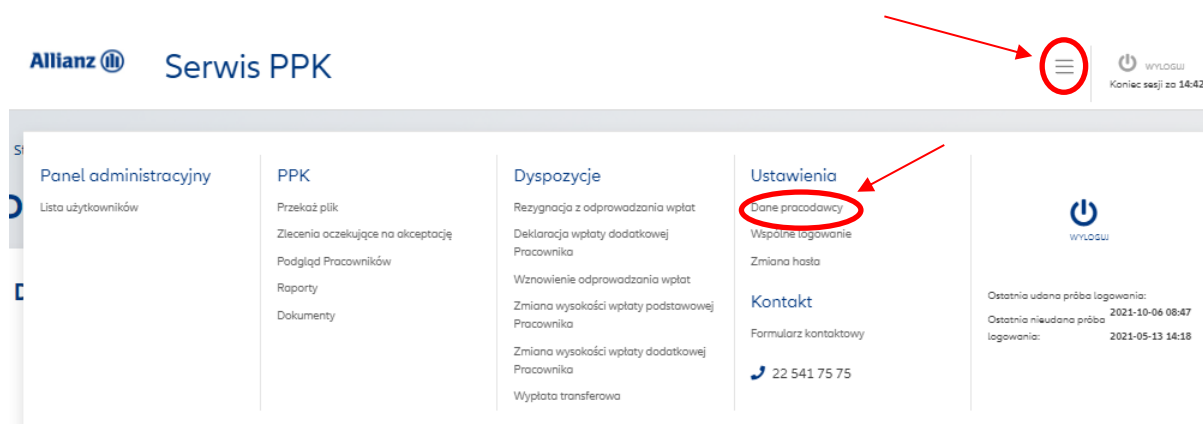 Allianz Serwis PPK
WYLOGUJ
Koniec sesji za 14:42
Panel administracyjny
Lista użytkowników
PPK
Przekaż plik
Zlecenia oczekujące na akceptację
Podgląd Pracowników
Raporty
Dokumenty
Dyspozycje
Rezygnacja z odprowadzania wpłat
Deklaracja wpłaty dodatkowej
Pracownika
Wznowienie odprowadzania wpłat
Zmiana wysokości wpłaty podstawowej
Pracownika
Zmiana wysokości wpłaty dodatkowej
Pracownika
Wypłata transferowa
Ustawienia
Dane pracodawcy
Wspólne logowanie
Zmiana hasła
Kontakt
Formularz kontaktowy
22 541 75 75
WYLOGUJ
Ostatnia udana próba logowania:
2021-10-06 08:47
Ostatnia nieudana próba
logowania: 2021-05-13 14:18